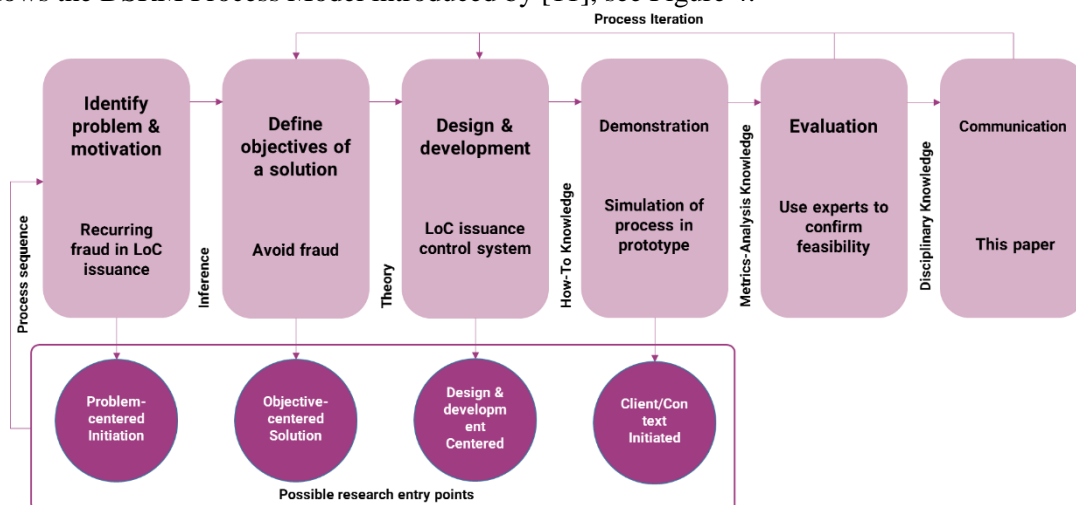 ows the DSRM Process Model introduced by [11], see Figure 4.
Process Iteration
Identify
problem &
motivation
Recurring
fraud in LoC
issuance
Define
objectives of
a solution
Avoid fraud
Design &
development
LoC issuance
control system
Demonstration
Simulation of
process in
prototype
Evaluation
Use experts to
confirm
feasibility
Communication
This paper
Process sequence
Inference
Theory
How-To Knowledge
Metrics-Analysis Knowledge
Disciplinary Knowledge
Problem-
centered
Initiation
Objective-
centered
Solution
Design &
developm
ent
Centered
Client/Con
text
Initiated
Possible research entry points